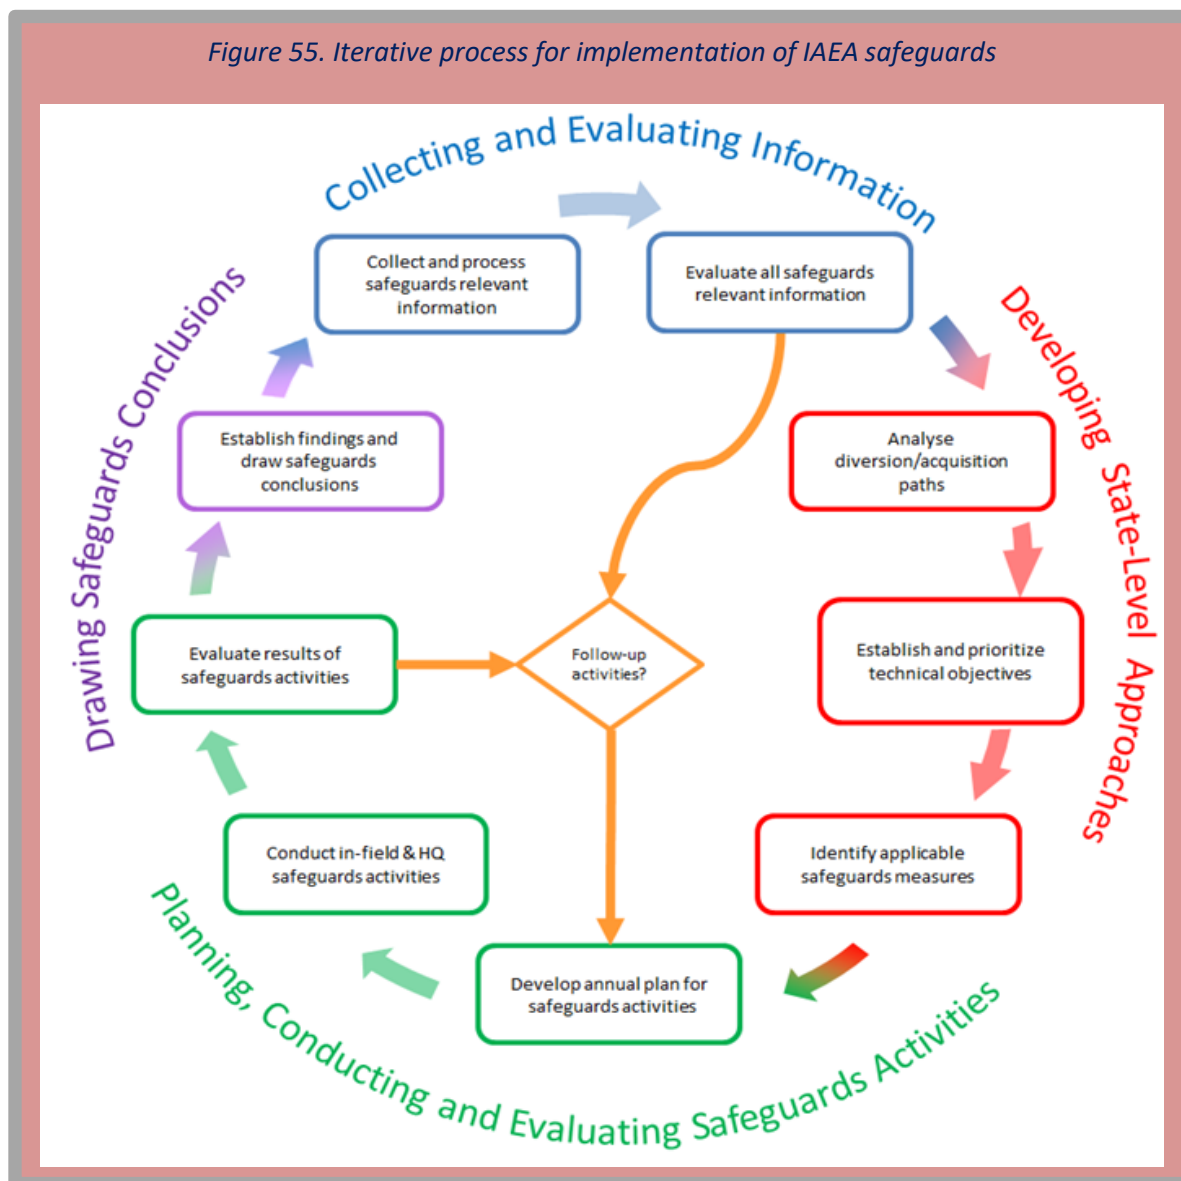 Figure 55. Iterative process for implementation of IAEA safeguards
Collecting and Evaluating Information
Collect and process
safeguards relevant
information
Evaluate all safeguards
relevant information
Developing State-Level Approaches
Analyse
diversion/acquisition
paths
Establish and prioritize
technical objectives
Identify applicable
safeguards measures
Planning, Conducting and Evaluating Safeguards Activities
Develop annual plan for
safeguards activities
Conduct in-field & HQ
safeguards activities
Evaluate results of
safeguards activities
Drawing Safeguards Conclusions
Establish findings and
draw safeguards
conclusions
Follow-up
activities?